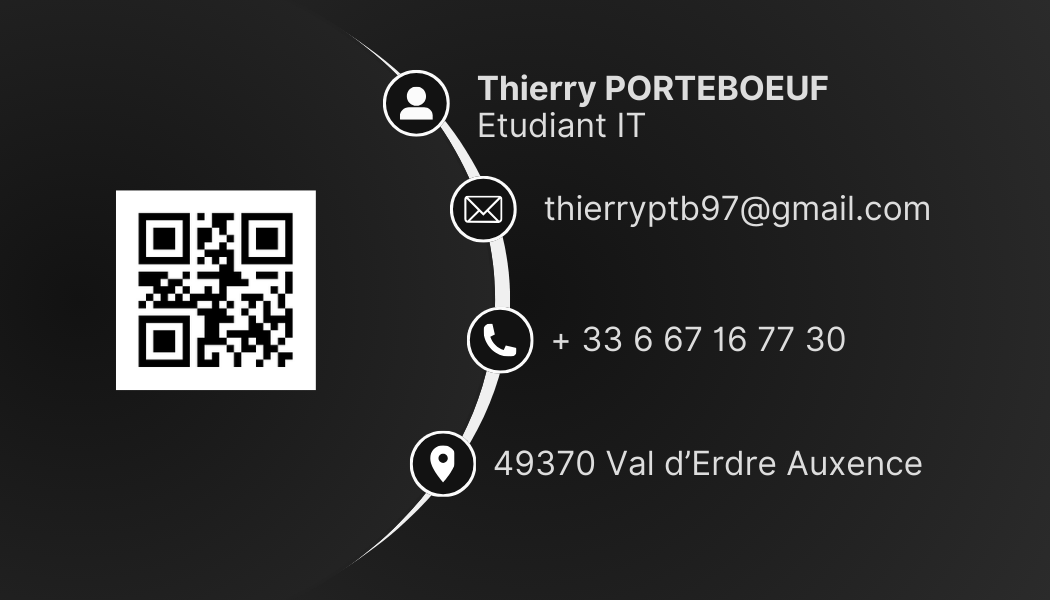 Thierry PORTEBOEUF
Etudiant IT
thierryptb97@gmail.com
+ 33 6 67 16 77 30
49370 Val d’Erdre Auxence